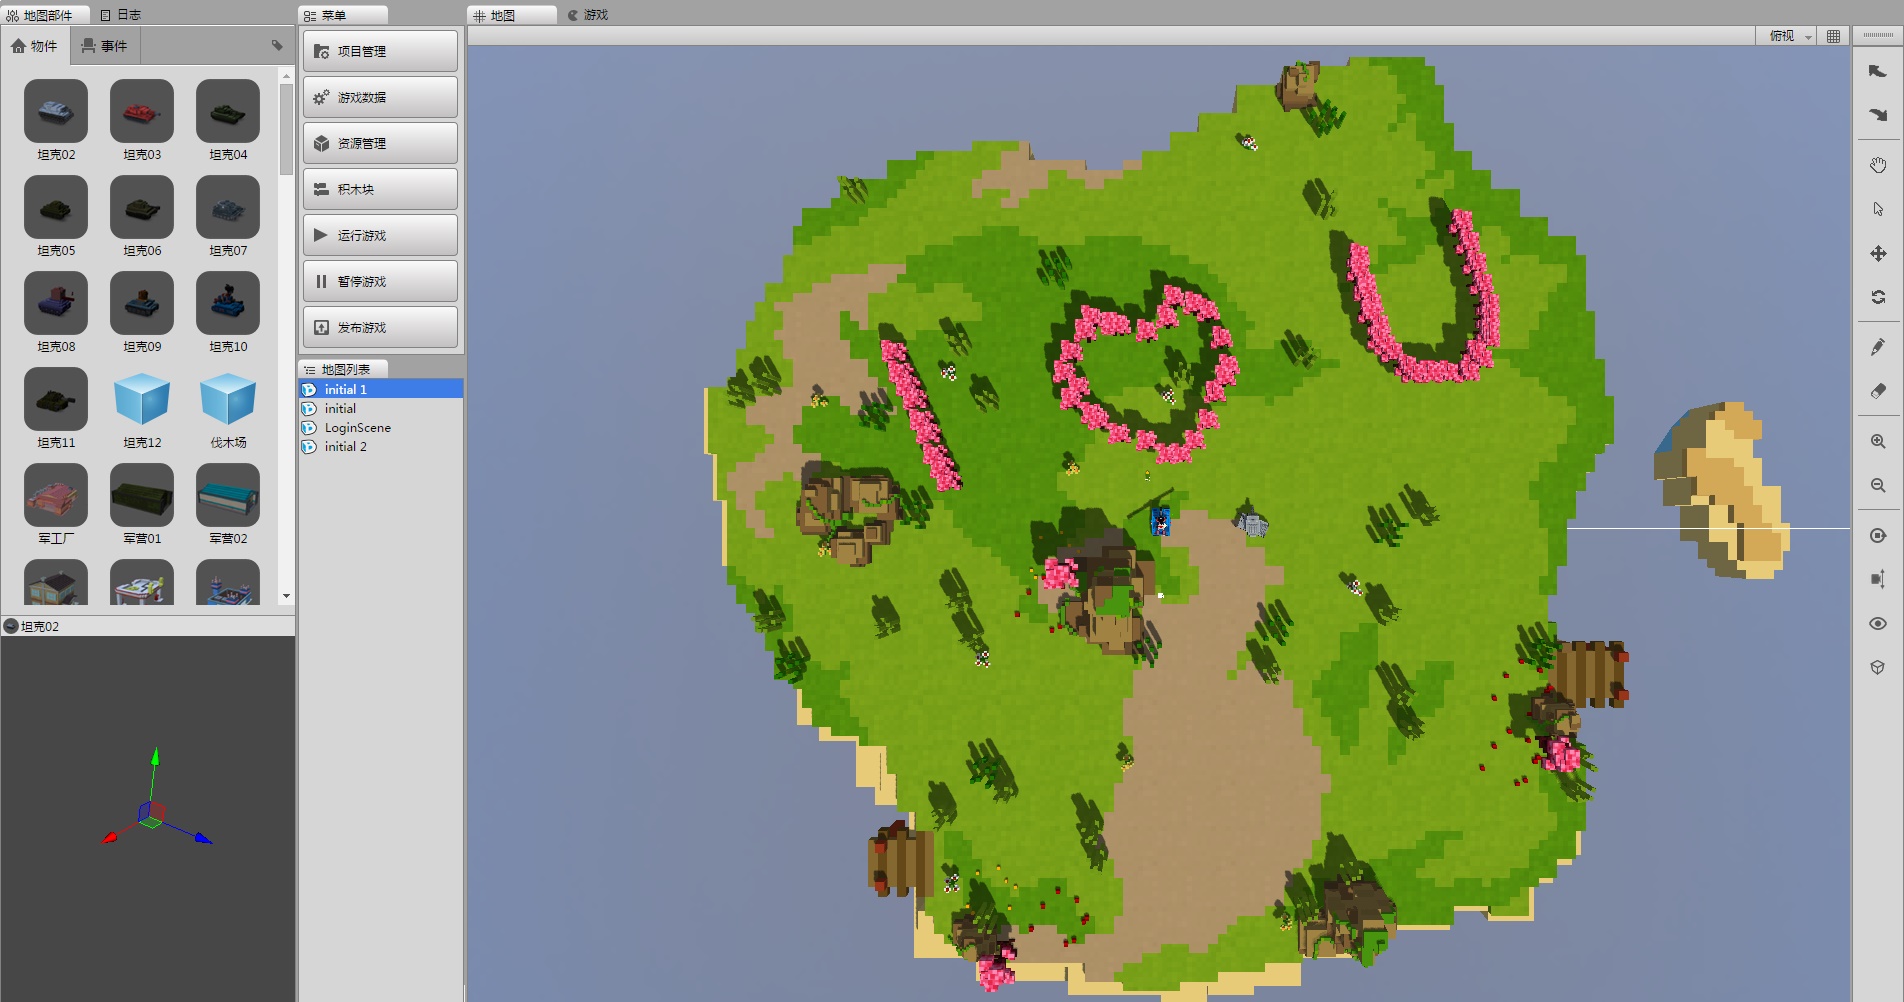 地图部件
日志
物件
事件
坦克02
坦克03
坦克04
坦克05
坦克06
坦克07
坦克08
坦克09
坦克10
坦克11
坦克12
伐木场
军工厂
军营01
军营02
坦克02
菜单
项目管理
游戏数据
资源管理
积木块
运行游戏
暂停游戏
发布游戏
地图列表
initial 1
initial
LoginScene
initial 2
地图
游戏
俯视
I
U